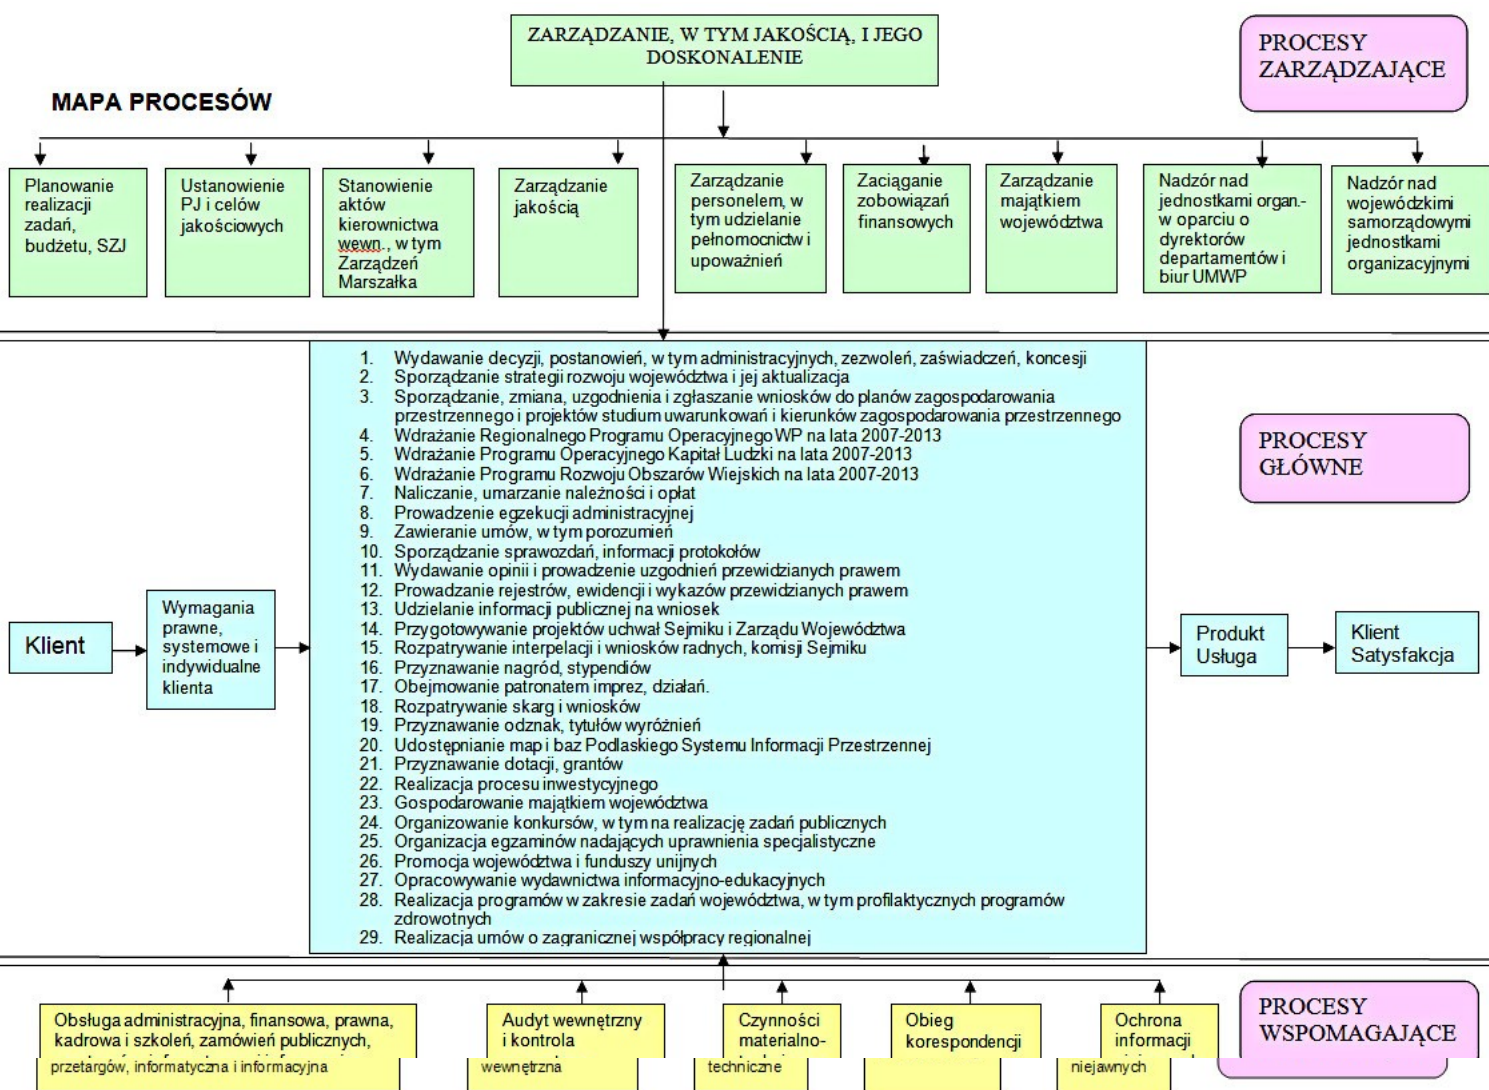 ZARZĄDZANIE, W TYM JAKOŚCIĄ, I JEGO
DOSKONALENIE
PROCESY
ZARZĄDZAJĄCE
MAPA PROCESÓW
Planowanie
realizacji
zadań,
budżetu, SZJ
Ustanowienie
PJ i celów
jakościowych
Stanowienie
aktów
kierownictwa
wewn., w tym
Zarządzeń
Marszałka
Zarządzanie
jakością
Zarządzanie
personelem, w
tym udzielanie
pełnomocnictw i
upoważnień
Zaciąganie
zobowiązań
finansowych
Zarządzanie
majątkiem
województwa
Nadzór nad
jednostkami organ.-
w oparciu o
dyrektorów
departamentów i
biur UMWP
Nadzór nad
wojewódzkimi
samorządowymi
jednostkami
organizacyjnymi
1. Wydawanie decyzji, postanowień, w tym administracyjnych, zezwoleń, zaświadczeń, koncesji
2. Sporządzanie strategii rozwoju województwa i jej aktualizacja
3. Sporządzanie, zmiana, uzgodnienia i zgłaszanie wniosków do planów zagospodarowania
przestrzennego i projektów studium uwarunkowań i kierunków zagospodarowania przestrzennego
4. Wdrażanie Regionalnego Programu Operacyjnego WP na lata 2007-2013
5. Wdrażanie Programu Operacyjnego Kapitał Ludzki na lata 2007-2013
6. Wdrażanie Programu Rozwoju Obszarów Wiejskich na lata 2007-2013
7. Naliczanie, umarzanie należności i opłat
8. Prowadzenie egzekucji administracyjnej
9. Zawieranie umów, w tym porozumień
10. Sporządzanie sprawozdań, informacji protokołów
11. Wydawanie opinii i prowadzenie uzgodnień przewidzianych prawem
12. Prowadzanie rejestrów, ewidencji i wykazów przewidzianych prawem
13. Udzielanie informacji publicznej na wniosek
14. Przygotowywanie projektów uchwał Sejmiku i Zarządu Województwa
15. Rozpatrywanie interpelacji i wniosków radnych, komisji Sejmiku
16. Przyznawanie nagród, stypendiów
17. Obejmowanie patronatem imprez, działań.
18. Rozpatrywanie skarg i wniosków
19. Przyznawanie odznak, tytułów wyróżnień
20. Udostępnianie map i baz Podlaskiego Systemu Informacji Przestrzennej
21. Przyznawanie dotacji, grantów
22. Realizacja procesu inwestycyjnego
23. Gospodarowanie majątkiem województwa
24. Organizowanie konkursów, w tym na realizację zadań publicznych
25. Organizacja egzaminów nadających uprawnienia specjalistyczne
26. Promocja województwa i funduszy unijnych
27. Opracowywanie wydawnictwa informacyjno-edukacyjnych
28. Realizacja programów w zakresie zadań województwa, w tym profilaktycznych programów
zdrowotnych
29. Realizacja umów o zagranicznej współpracy regionalnej
PROCESY
GŁÓWNE
Klient
Wymagania
prawne,
systemowe i
indywidualne
klienta
Produkt
Usługa
Klient
Satysfakcja
Obsługa administracyjna, finansowa, prawna,
kadrowa i szkoleń, zamówień publicznych,
przetargów, informatyczna i informacyjna
Audyt wewnętrzny
i kontrola
wewnętrzna
Czynności
materialno-
techniczne
Obieg
korespondencji
Ochrona
informacji
niejawnych
PROCESY
WSPOMAGAJĄCE